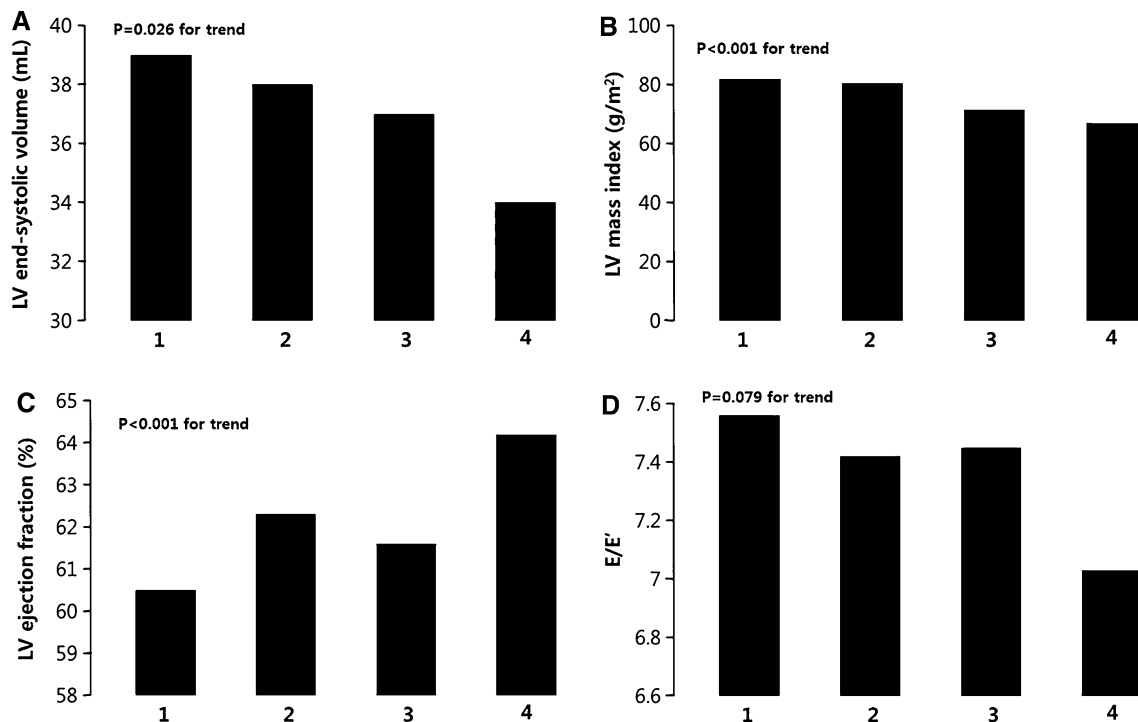 A
P=0.026 for trend
LV end-systolic volume (mL)
40
38
36
34
32
30
1 2 3 4
B
P<0.001 for trend
LV mass index (g/m²)
100
80
60
40
20
0
1 2 3 4
C
P<0.001 for trend
LV ejection fraction (%)
65
64
63
62
61
60
59
58
1 2 3 4
D
P=0.079 for trend
E/E'
7.6
7.4
7.2
7
6.8
6.6
1 2 3 4